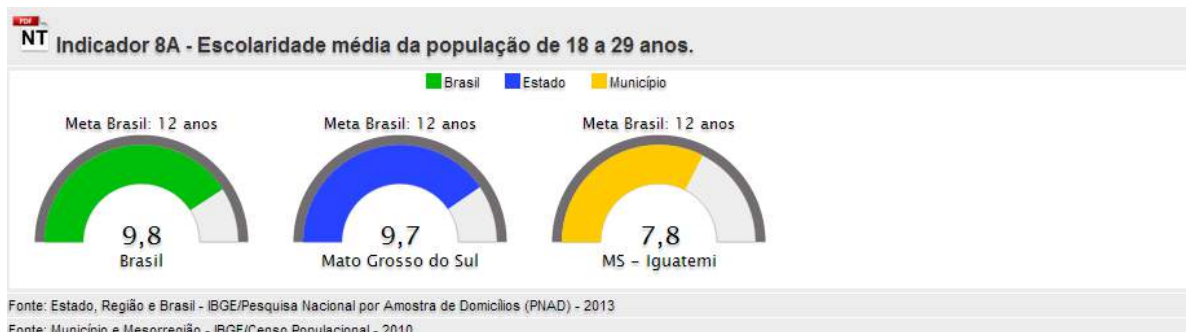 PDF
NT Indicador 8A - Escolaridade média da população de 18 a 29 anos.
Brasil Estado Município
Meta Brasil: 12 anos Meta Brasil: 12 anos Meta Brasil: 12 anos
9,8 9,7 7,8
Brasil Mato Grosso do Sul MS – Iguatemi
Fonte: Estado, Região e Brasil - IBGE/Pesquisa Nacional por Amostra de Domicílios (PNAD) - 2013
Fonte: Município e Mesorregião - IBGE/Censo Populacional - 2010